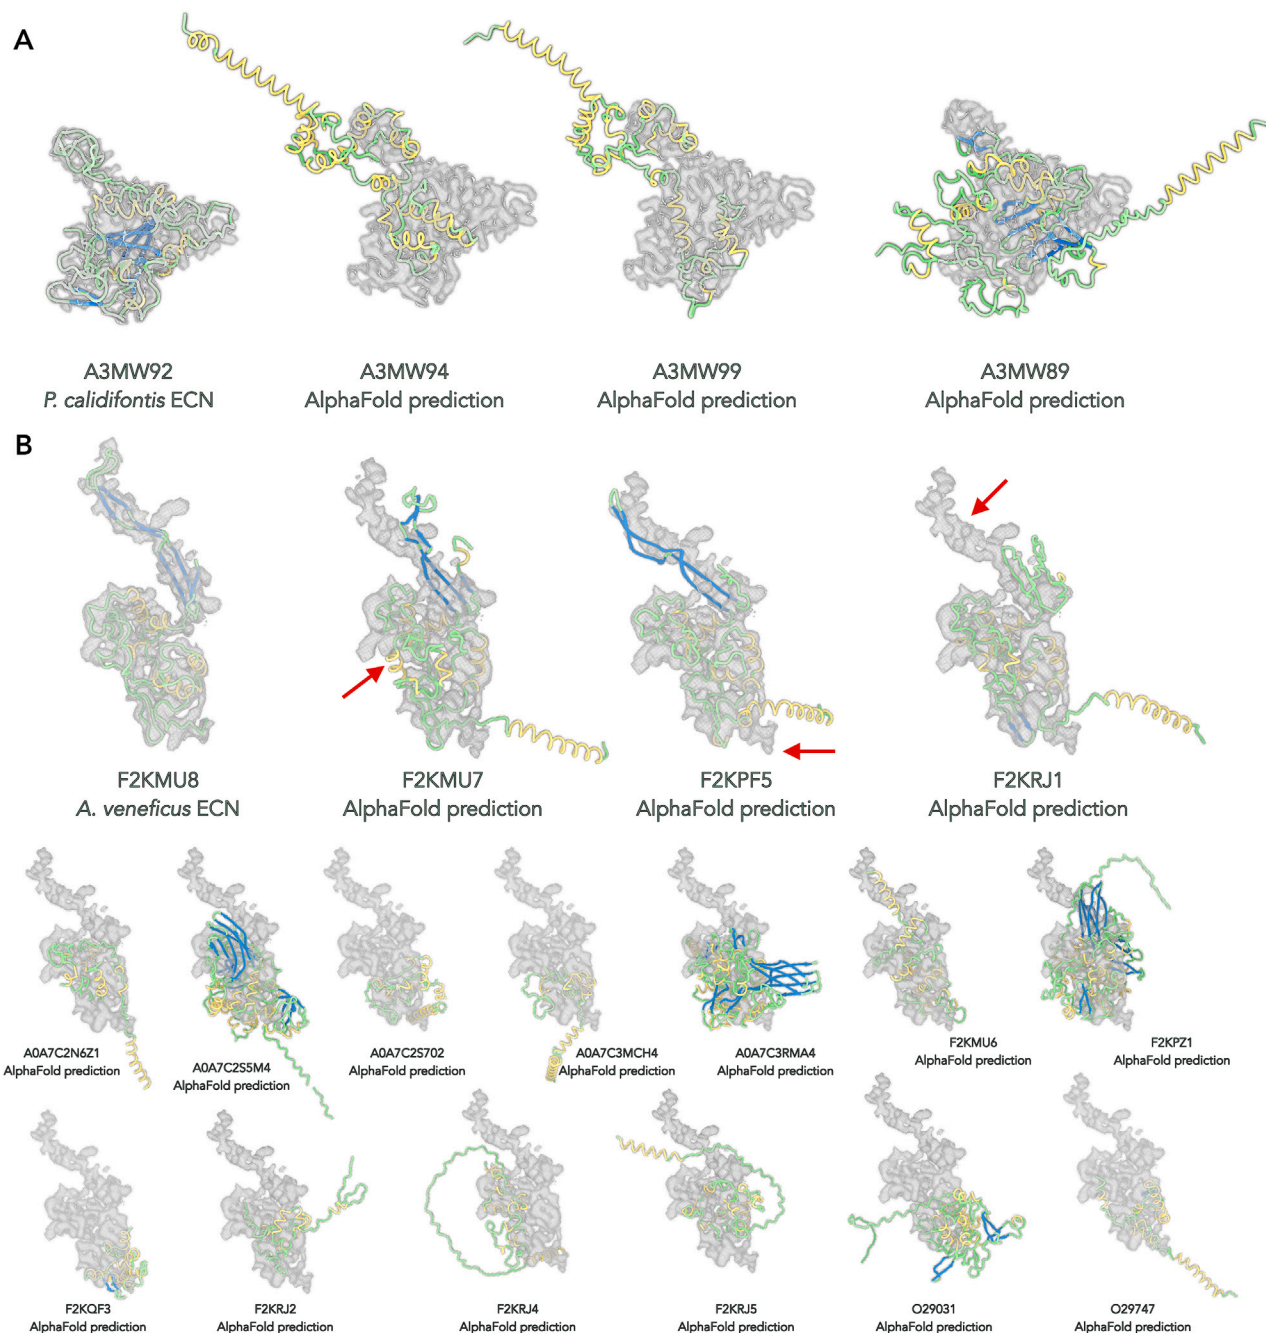 A
A3MW92
P. calidifontis ECN
A3MW94
AlphaFold prediction
A3MW99
AlphaFold prediction
A3MW89
AlphaFold prediction
B
F2KMU8
A. veneficus ECN
F2KMU7
AlphaFold prediction
F2KPF5
AlphaFold prediction
F2KRJ1
AlphaFold prediction
A0A7C2N6Z1
AlphaFold prediction
A0A7C2S5M4
AlphaFold prediction
A0A7C2S702
AlphaFold prediction
A0A7C3MCH4
AlphaFold prediction
A0A7C3RMA4
AlphaFold prediction
F2KMU6
AlphaFold prediction
F2KPZ1
AlphaFold prediction
F2KQF3
AlphaFold prediction
F2KRJ2
AlphaFold prediction
F2KRJ4
AlphaFold prediction
F2KRJ5
AlphaFold prediction
O29031
AlphaFold prediction
O29747
AlphaFold prediction